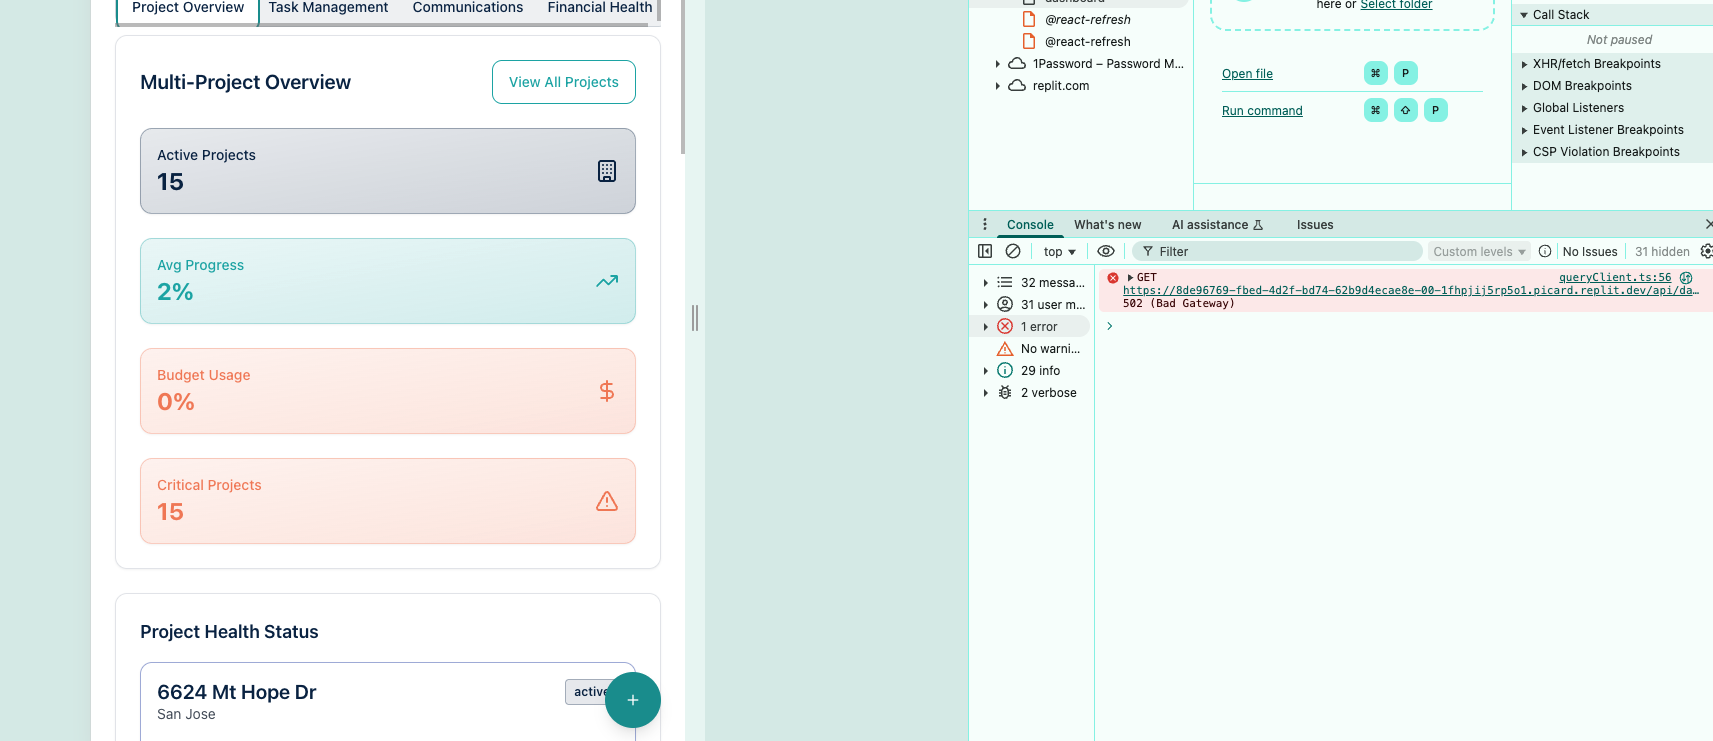 Project Overview
Task Management
Communications
Financial Health
Multi-Project Overview
View All Projects
Active Projects
15
Avg Progress
2%
Budget Usage
0%
Critical Projects
15
Project Health Status
6624 Mt Hope Dr
active
San Jose
+
@react-refresh
@react-refresh
1Password – Password M...
replit.com
here or Select folder
Open file
⌘ P
Run command
⌘ ⇧ P
Call Stack
Not paused
XHR/fetch Breakpoints
DOM Breakpoints
Global Listeners
Event Listener Breakpoints
CSP Violation Breakpoints
Console
What's new
AI assistance
Issues
top
Filter
Custom levels
No Issues
31 hidden
32 messa...
31 user m...
1 error
No warni...
29 info
2 verbose
GET
queryClient.ts:56
https://8de96769-fbed-4d2f-bd74-62b9d4ecae8e-00-1fhpjij5rp5o1.picard.replit.dev/api/da…
502 (Bad Gateway)